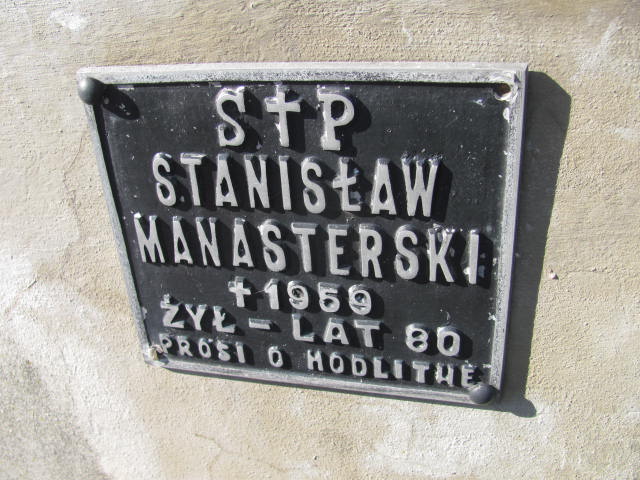 S✝P
STANISŁAW
MANASTERSKI
✝1959
ŻYŁ - LAT 80
PROSI O MODLITWĘ